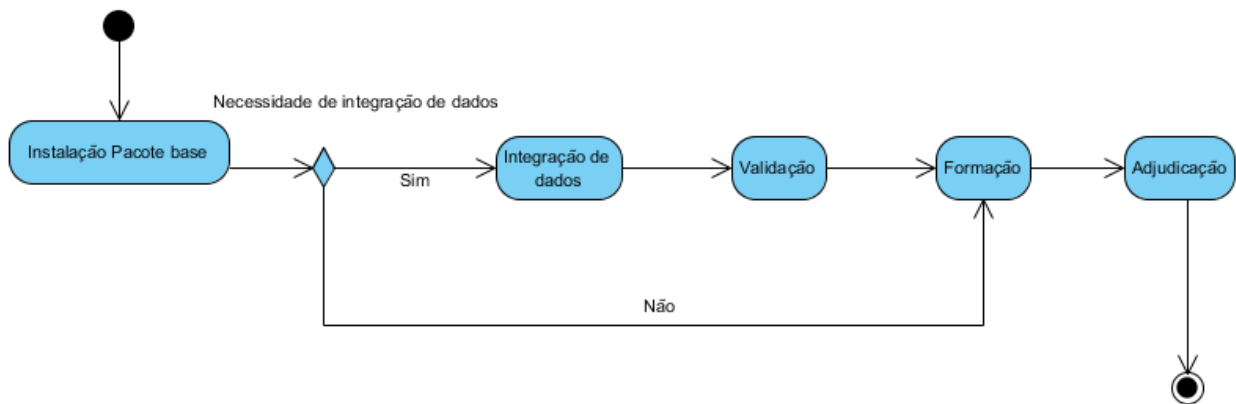 Necessidade de integração de dados
Instalação Pacote base
Sim
Integração de
dados
Validação
Formação
Adjudicação
Não